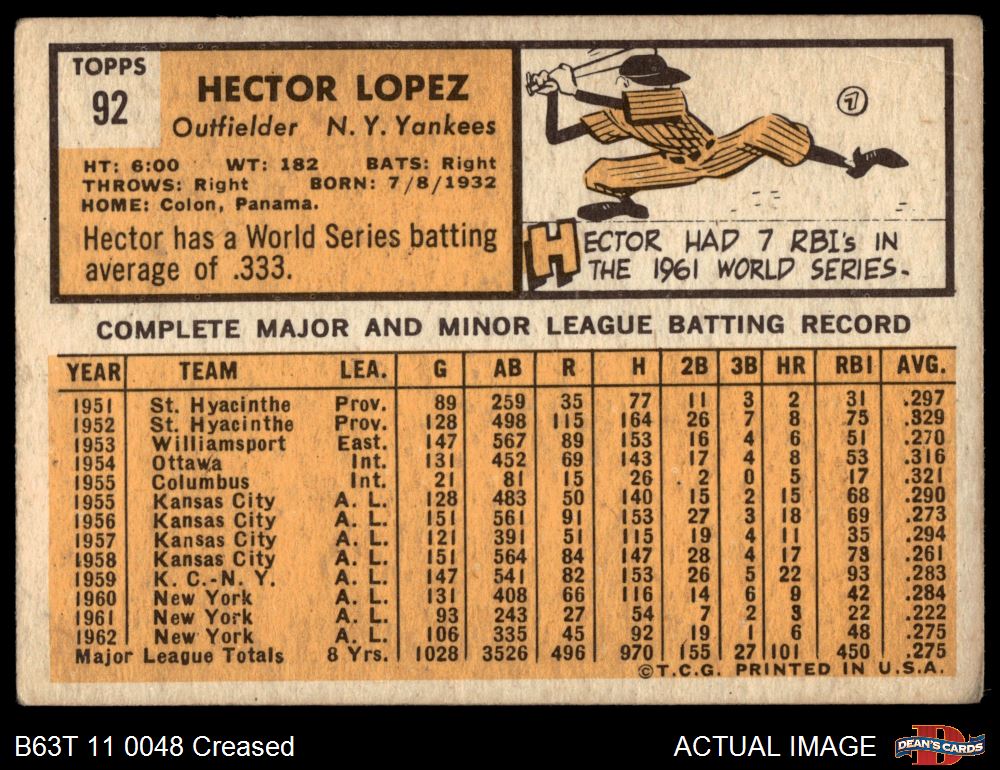 TOPPS
92
HECTOR LOPEZ
Outfielder N. Y. Yankees
HT: 6:00 WT: 182 BATS: Right
THROWS: Right BORN: 7/8/1932
HOME: Colon, Panama.
Hector has a World Series batting
average of .333.
7
HECTOR HAD 7 RBI's IN
THE 1961 WORLD SERIES.
COMPLETE MAJOR AND MINOR LEAGUE BATTING RECORD
YEAR TEAM LEA. G AB R H 2B 3B HR RBI AVG.
1951 St. Hyacinthe Prov. 89 259 35 77 11 3 2 31 .297
1952 St. Hyacinthe Prov. 128 498 115 164 26 7 8 75 .329
1953 Williamsport East. 147 567 89 153 16 4 6 51 .270
1954 Ottawa Int. 131 452 69 143 17 4 8 53 .316
1955 Columbus Int. 21 81 15 26 2 0 5 17 .321
1955 Kansas City A. L. 128 483 50 140 15 2 15 68 .290
1956 Kansas City A. L. 151 561 91 153 27 3 18 69 .273
1957 Kansas City A. L. 121 391 51 115 19 4 11 35 .294
1958 Kansas City A. L. 151 564 84 147 28 4 17 73 .261
1959 K. C.-N. Y. A. L. 147 541 82 153 26 5 22 93 .283
1960 New York A. L. 131 408 66 116 14 6 9 42 .284
1961 New York A. L. 93 243 27 54 7 2 3 22 .222
1962 New York A. L. 106 335 45 92 19 1 6 48 .275
Major League Totals 8 Yrs. 1028 3526 496 970 155 27 101 450 .275
©T.C.G. PRINTED IN U.S.A.
B63T 11 0048 Creased
ACTUAL IMAGE
D
DEAN'S CARDS